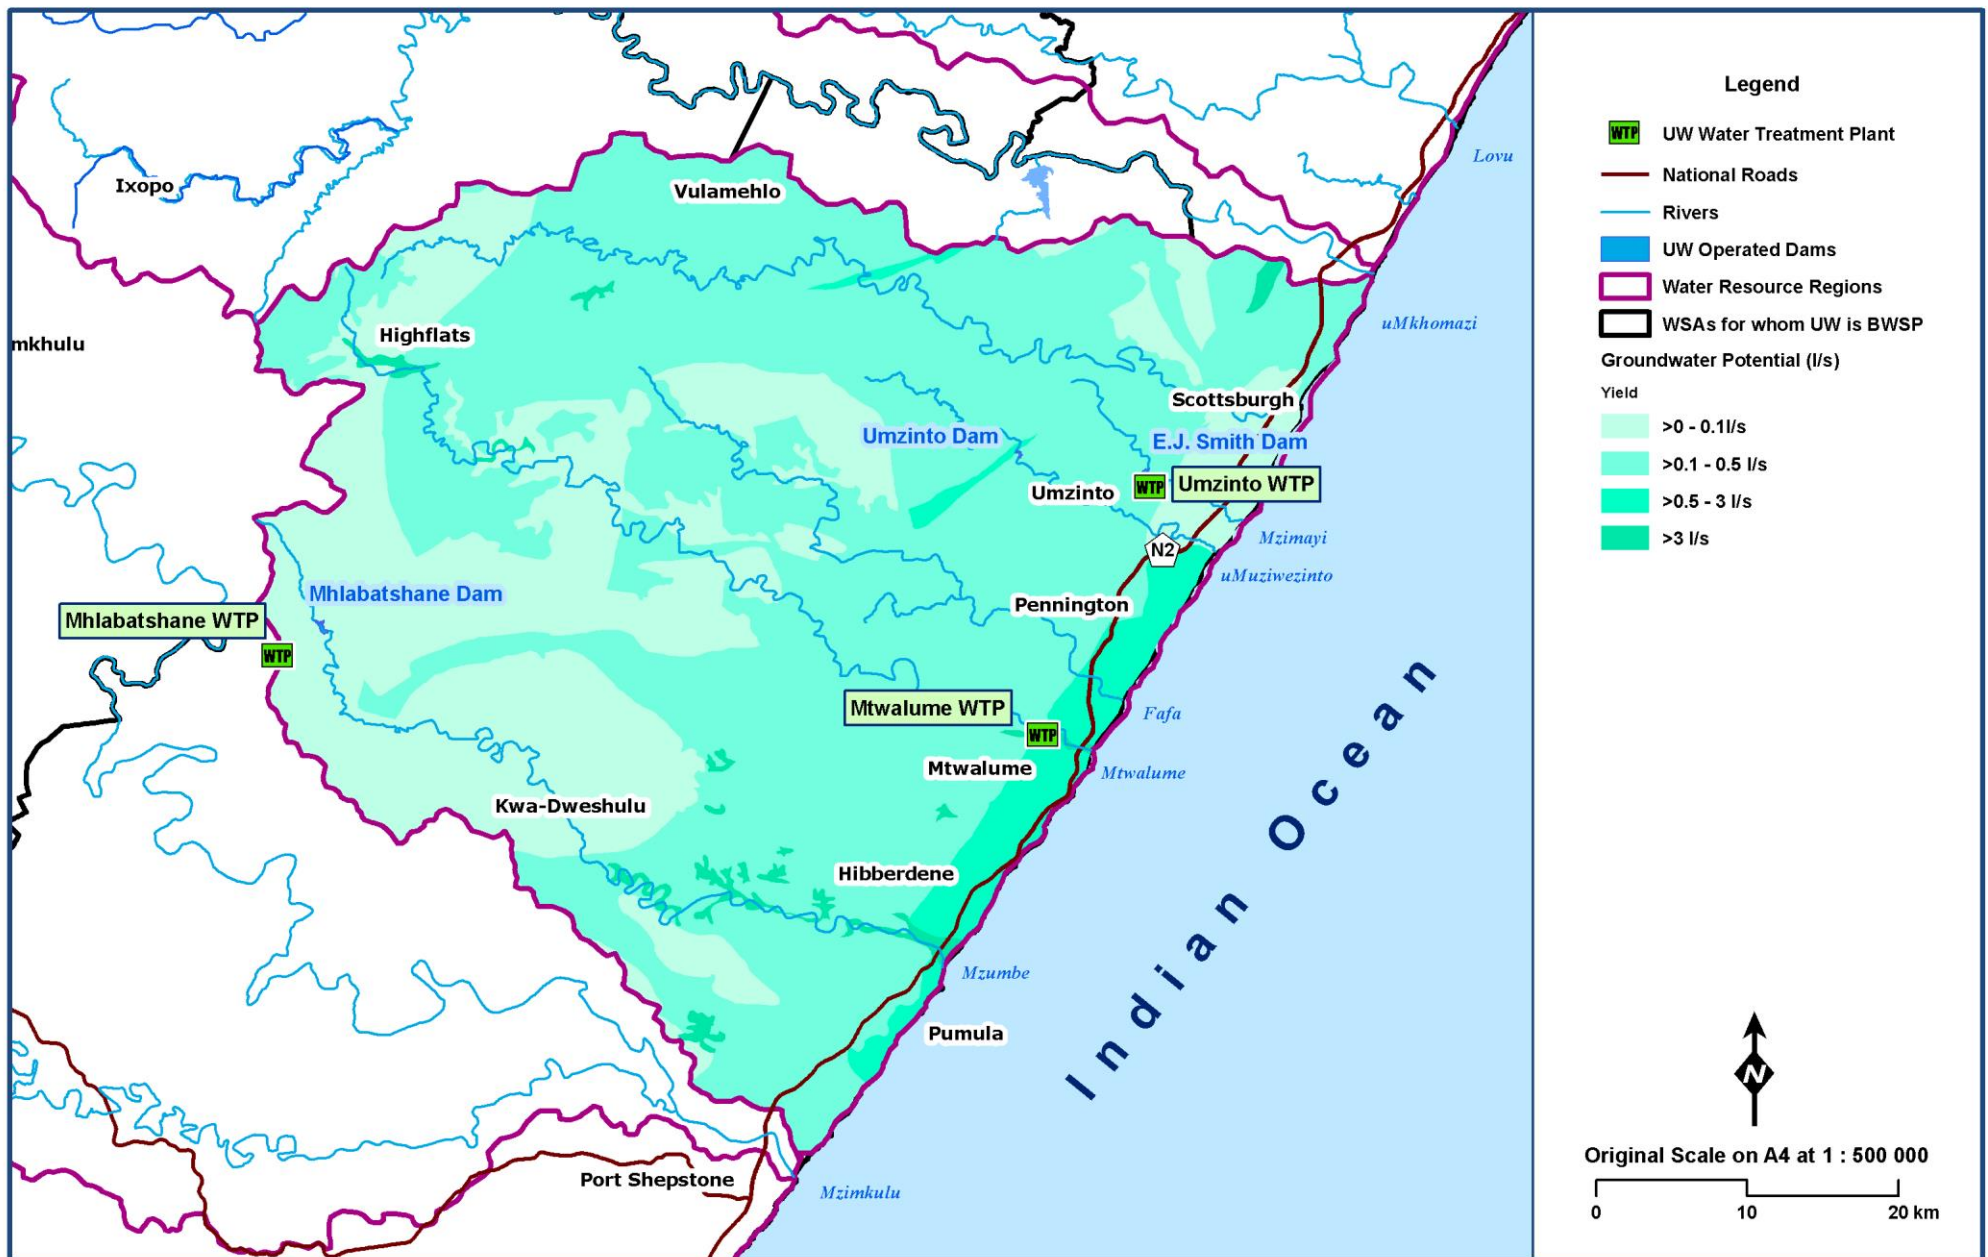 Legend
WTP UW Water Treatment Plant
National Roads
Rivers
UW Operated Dams
Water Resource Regions
WSAs for whom UW is BWSP
Groundwater Potential (l/s)
Yield
>0 - 0.1l/s
>0.1 - 0.5 l/s
>0.5 - 3 l/s
>3 l/s
N
Original Scale on A4 at 1 : 500 000
0 10 20 km
Lovu
Ixopo
Vulamehlo
uMkhomazi
Highflats
mkhulu
Scottsburgh
Umzinto Dam
E.J. Smith Dam
Umzinto
WTP
Umzinto WTP
Mzimayi
N2
uMuziwezinto
Mhlabatshane Dam
Pennington
Mhlabatshane WTP
WTP
Mtwalume WTP
Fafa
WTP
Mtwalume
Mtwalume
Kwa-Dweshulu
Hibberdene
Mzumbe
Pumula
Indian Ocean
Port Shepstone
Mzimkulu